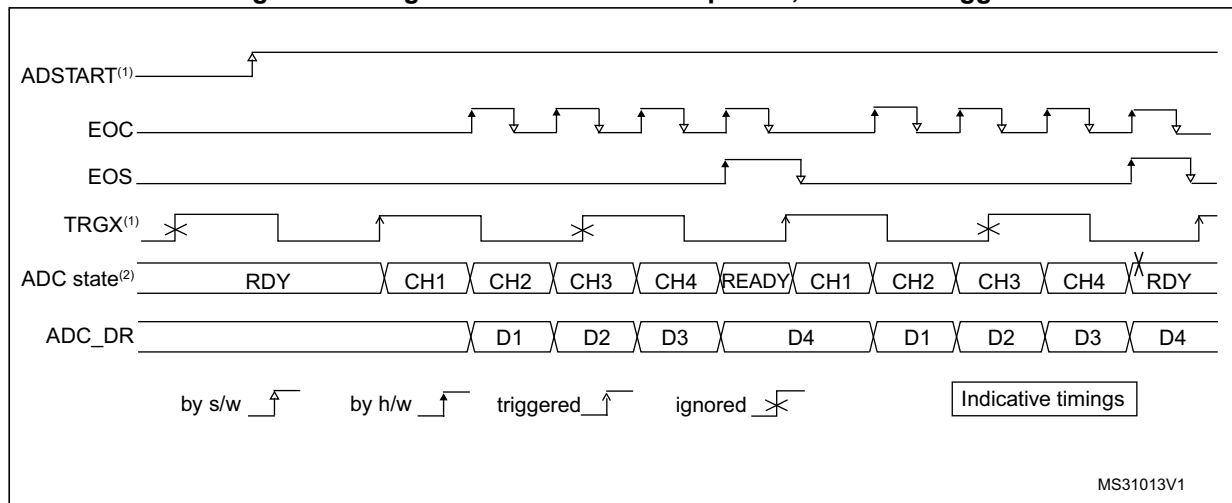 ADSTART(1)
EOC
EOS
TRGX(1)
ADC state(2) RDY CH1 CH2 CH3 CH4 READY CH1 CH2 CH3 CH4 RDY
ADC_DR D1 D2 D3 D4 D1 D2 D3 D4
by s/w by h/w triggered ignored Indicative timings
MS31013V1